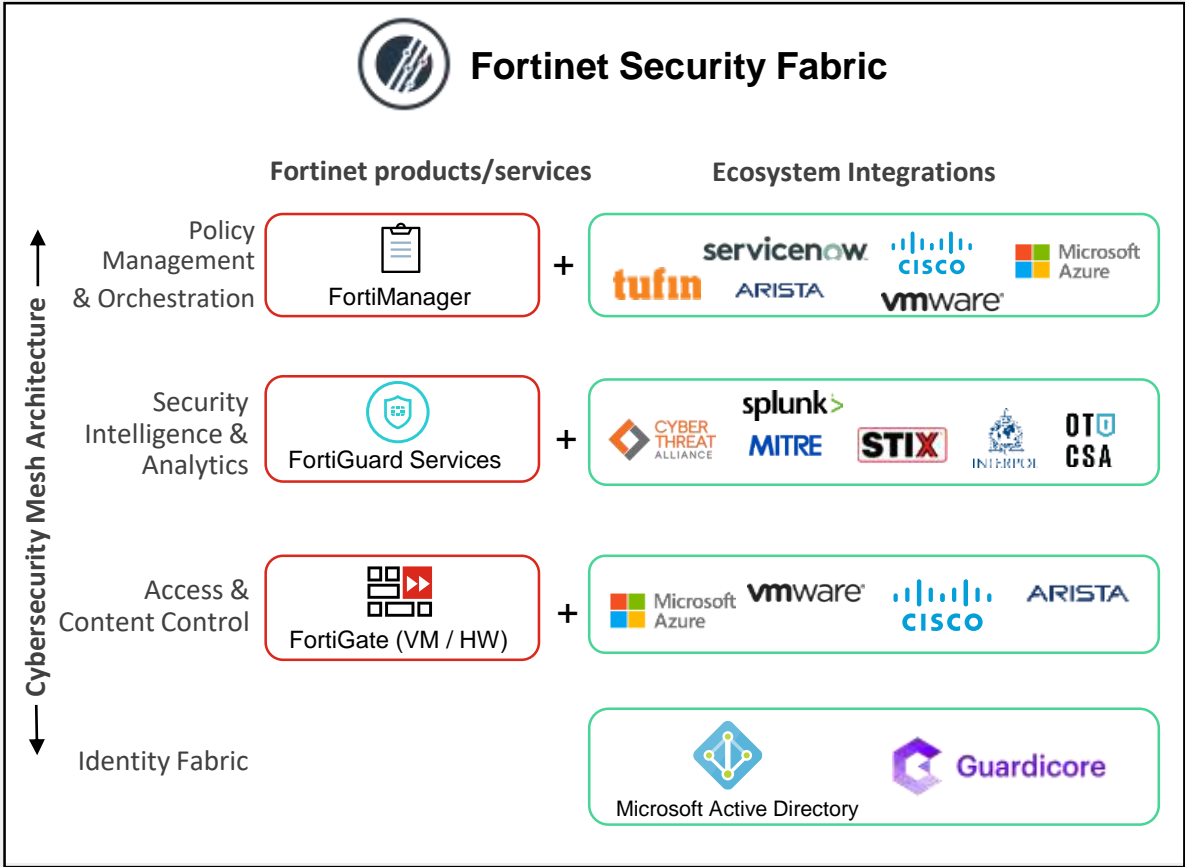 Fortinet Security Fabric
Fortinet products/services
Ecosystem Integrations
Cybersecurity Mesh Architecture
Policy
Management
& Orchestration
FortiManager
+
servicenow
CISCO
Microsoft
Azure
tufin
ARISTA
vmware®
Security
Intelligence &
Analytics
FortiGuard Services
+
CYBER
THREAT
ALLIANCE
splunk>
MITRE
STIX
INTERPOL
OT
CSA
Access &
Content Control
FortiGate (VM / HW)
+
Microsoft
Azure
vmware®
CISCO
ARISTA
Identity Fabric
Microsoft Active Directory
Guardicore